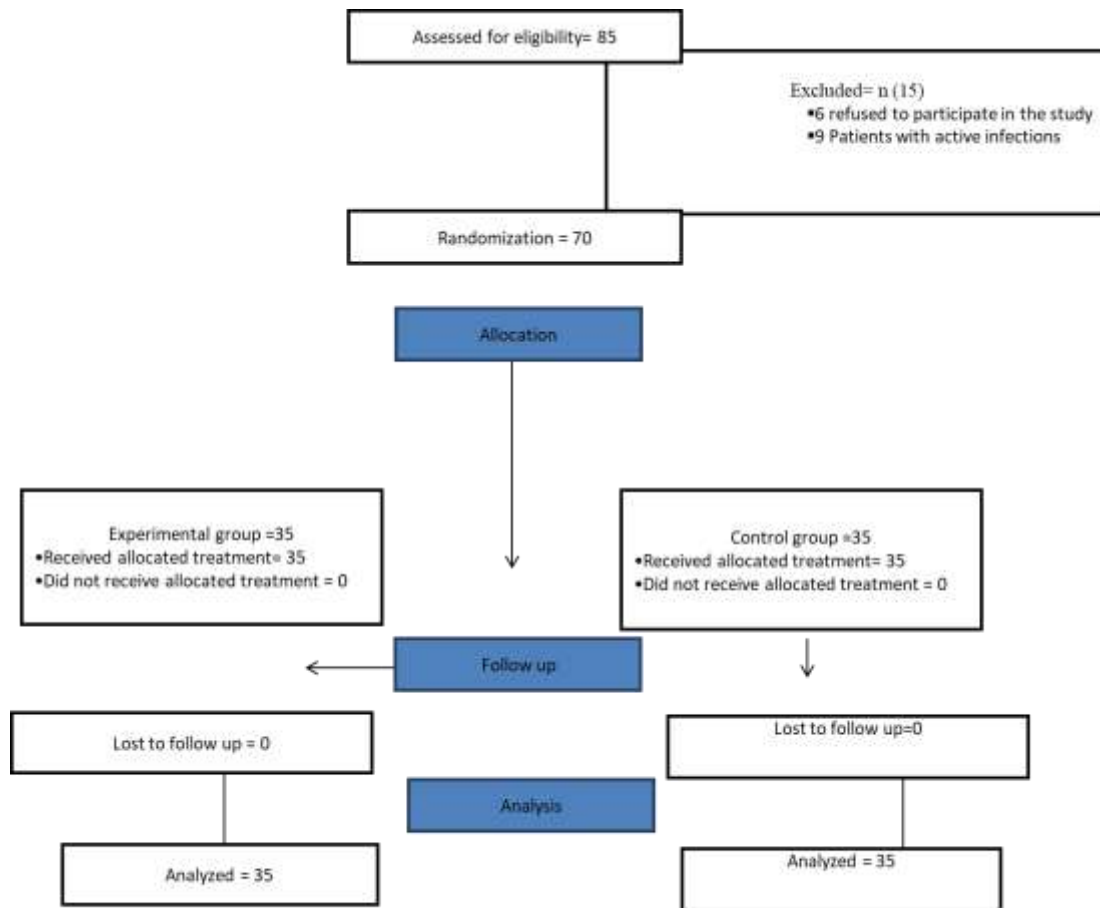 Assessed for eligibility= 85
Excluded= n (15)
▪6 refused to participate in the study
▪9 Patients with active infections
Randomization = 70
Allocation
Experimental group =35
•Received allocated treatment= 35
•Did not receive allocated treatment = 0
Control group =35
•Received allocated treatment= 35
•Did not receive allocated treatment = 0
Follow up
Lost to follow up = 0
Lost to follow up=0
Analysis
Analyzed = 35
Analyzed = 35